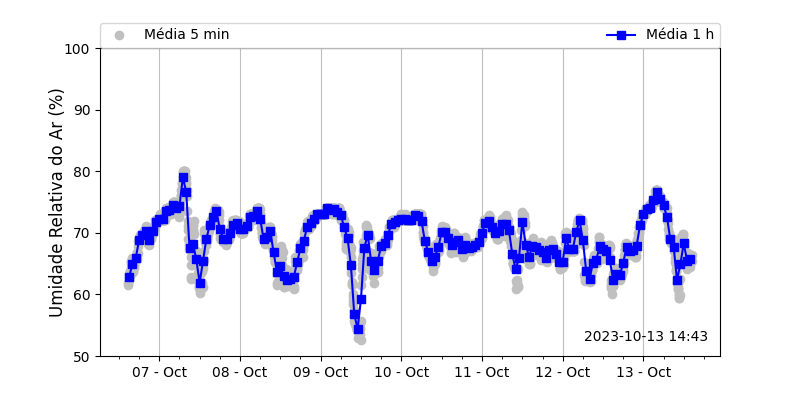 Média 5 min
Média 1 h
100
90
80
70
60
50
Umidade Relativa do Ar (%)
2023-10-13 14:43
07 - Oct
08 - Oct
09 - Oct
10 - Oct
11 - Oct
12 - Oct
13 - Oct